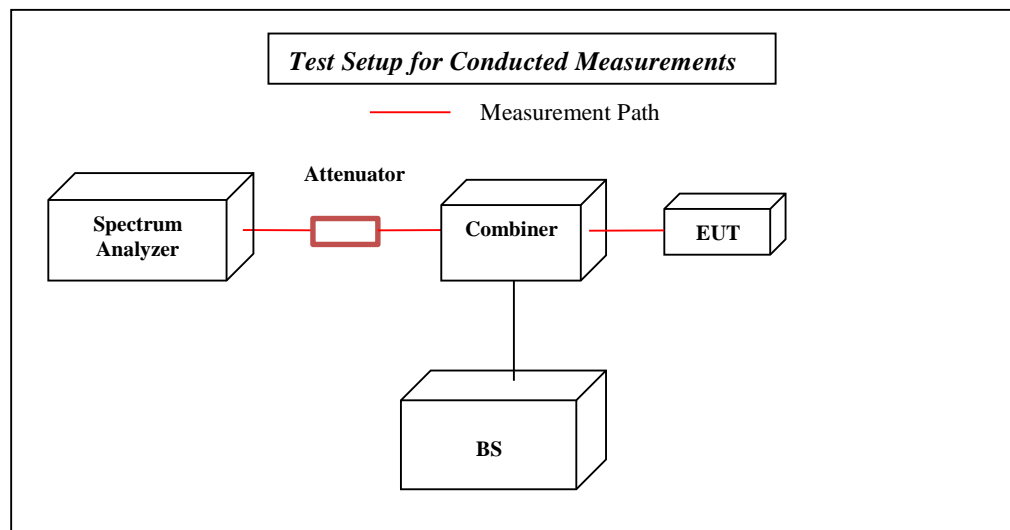 Test Setup for Conducted Measurements
Measurement Path
Attenuator
Spectrum
Analyzer
Combiner
EUT
BS